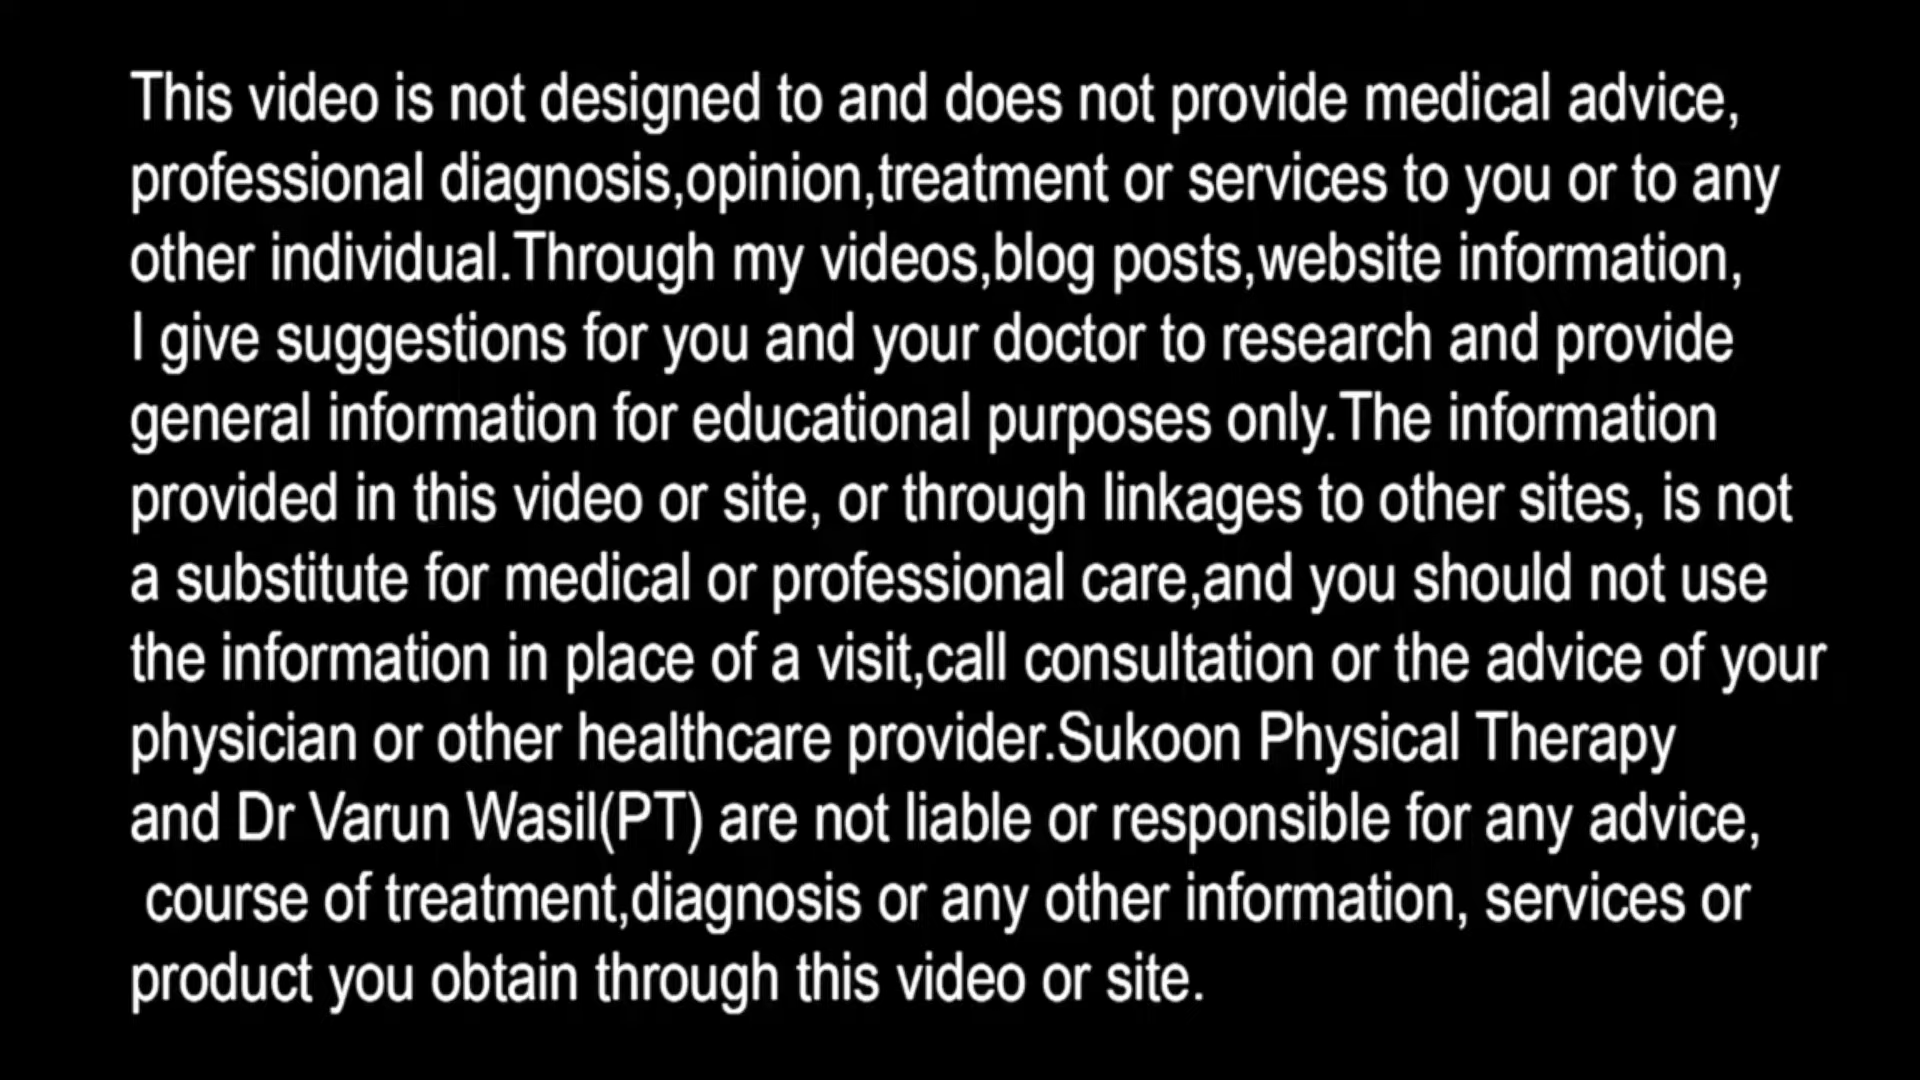 This video is not designed to and does not provide medical advice,
professional diagnosis,opinion,treatment or services to you or to any
other individual.Through my videos,blog posts,website information,
I give suggestions for you and your doctor to research and provide
general information for educational purposes only.The information
provided in this video or site, or through linkages to other sites, is not
a substitute for medical or professional care,and you should not use
the information in place of a visit,call consultation or the advice of your
physician or other healthcare provider.Sukoon Physical Therapy
and Dr Varun Wasil(PT) are not liable or responsible for any advice,
course of treatment,diagnosis or any other information, services or
product you obtain through this video or site.